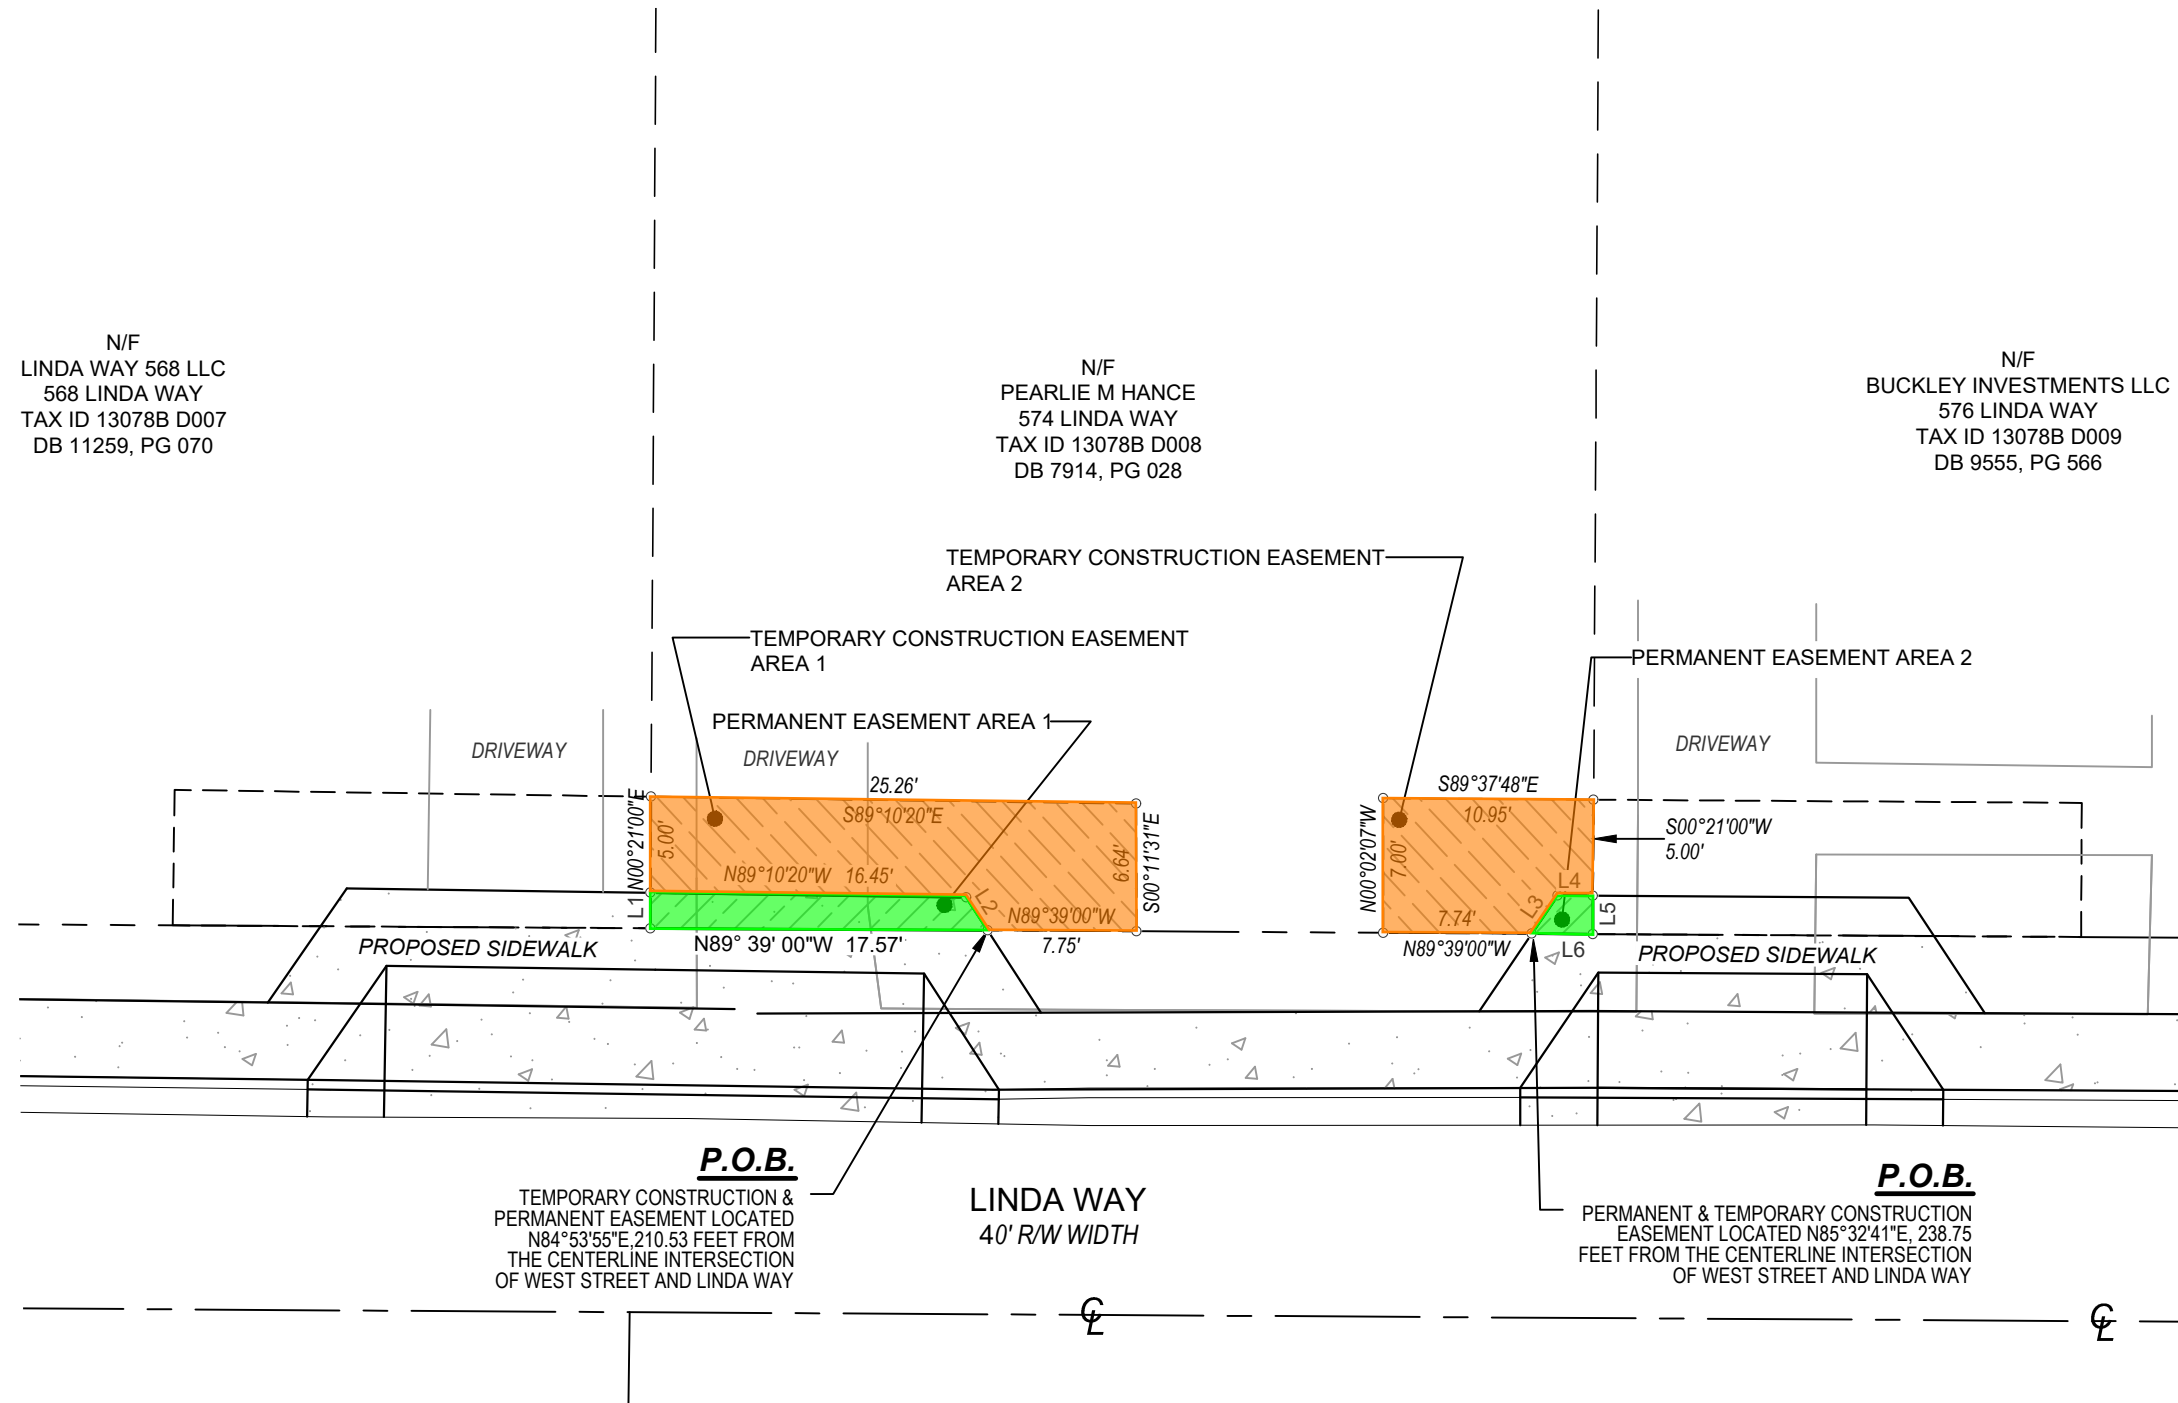 N/F
LINDA WAY 568 LLC
568 LINDA WAY
TAX ID 13078B D007
DB 11259, PG 070
N/F
PEARLIE M HANCE
574 LINDA WAY
TAX ID 13078B D008
DB 7914, PG 028
N/F
BUCKLEY INVESTMENTS LLC
576 LINDA WAY
TAX ID 13078B D009
DB 9555, PG 566
TEMPORARY CONSTRUCTION EASEMENT
AREA 2
TEMPORARY CONSTRUCTION EASEMENT
AREA 1
PERMANENT EASEMENT AREA 2
PERMANENT EASEMENT AREA 1
DRIVEWAY
DRIVEWAY
DRIVEWAY
25.26'
S89°10'20"E
N00°21'00"E
5.00'
L1
N89°10'20"W 16.45'
L2
6.64'
S00°11'31"E
N89°39'00"W
7.75'
N89° 39' 00"W 17.57'
S89°37'48"E
10.95'
N00°02'07"W
7.00'
S00°21'00"W
5.00'
L4
L3
L5
L6
7.74'
N89°39'00"W
PROPOSED SIDEWALK
PROPOSED SIDEWALK
P.O.B.
TEMPORARY CONSTRUCTION &
PERMANENT EASEMENT LOCATED
N84°53'55"E,210.53 FEET FROM
THE CENTERLINE INTERSECTION
OF WEST STREET AND LINDA WAY
LINDA WAY
40' R/W WIDTH
P.O.B.
PERMANENT & TEMPORARY CONSTRUCTION
EASEMENT LOCATED N85°32'41"E, 238.75
FEET FROM THE CENTERLINE INTERSECTION
OF WEST STREET AND LINDA WAY
CL
CL